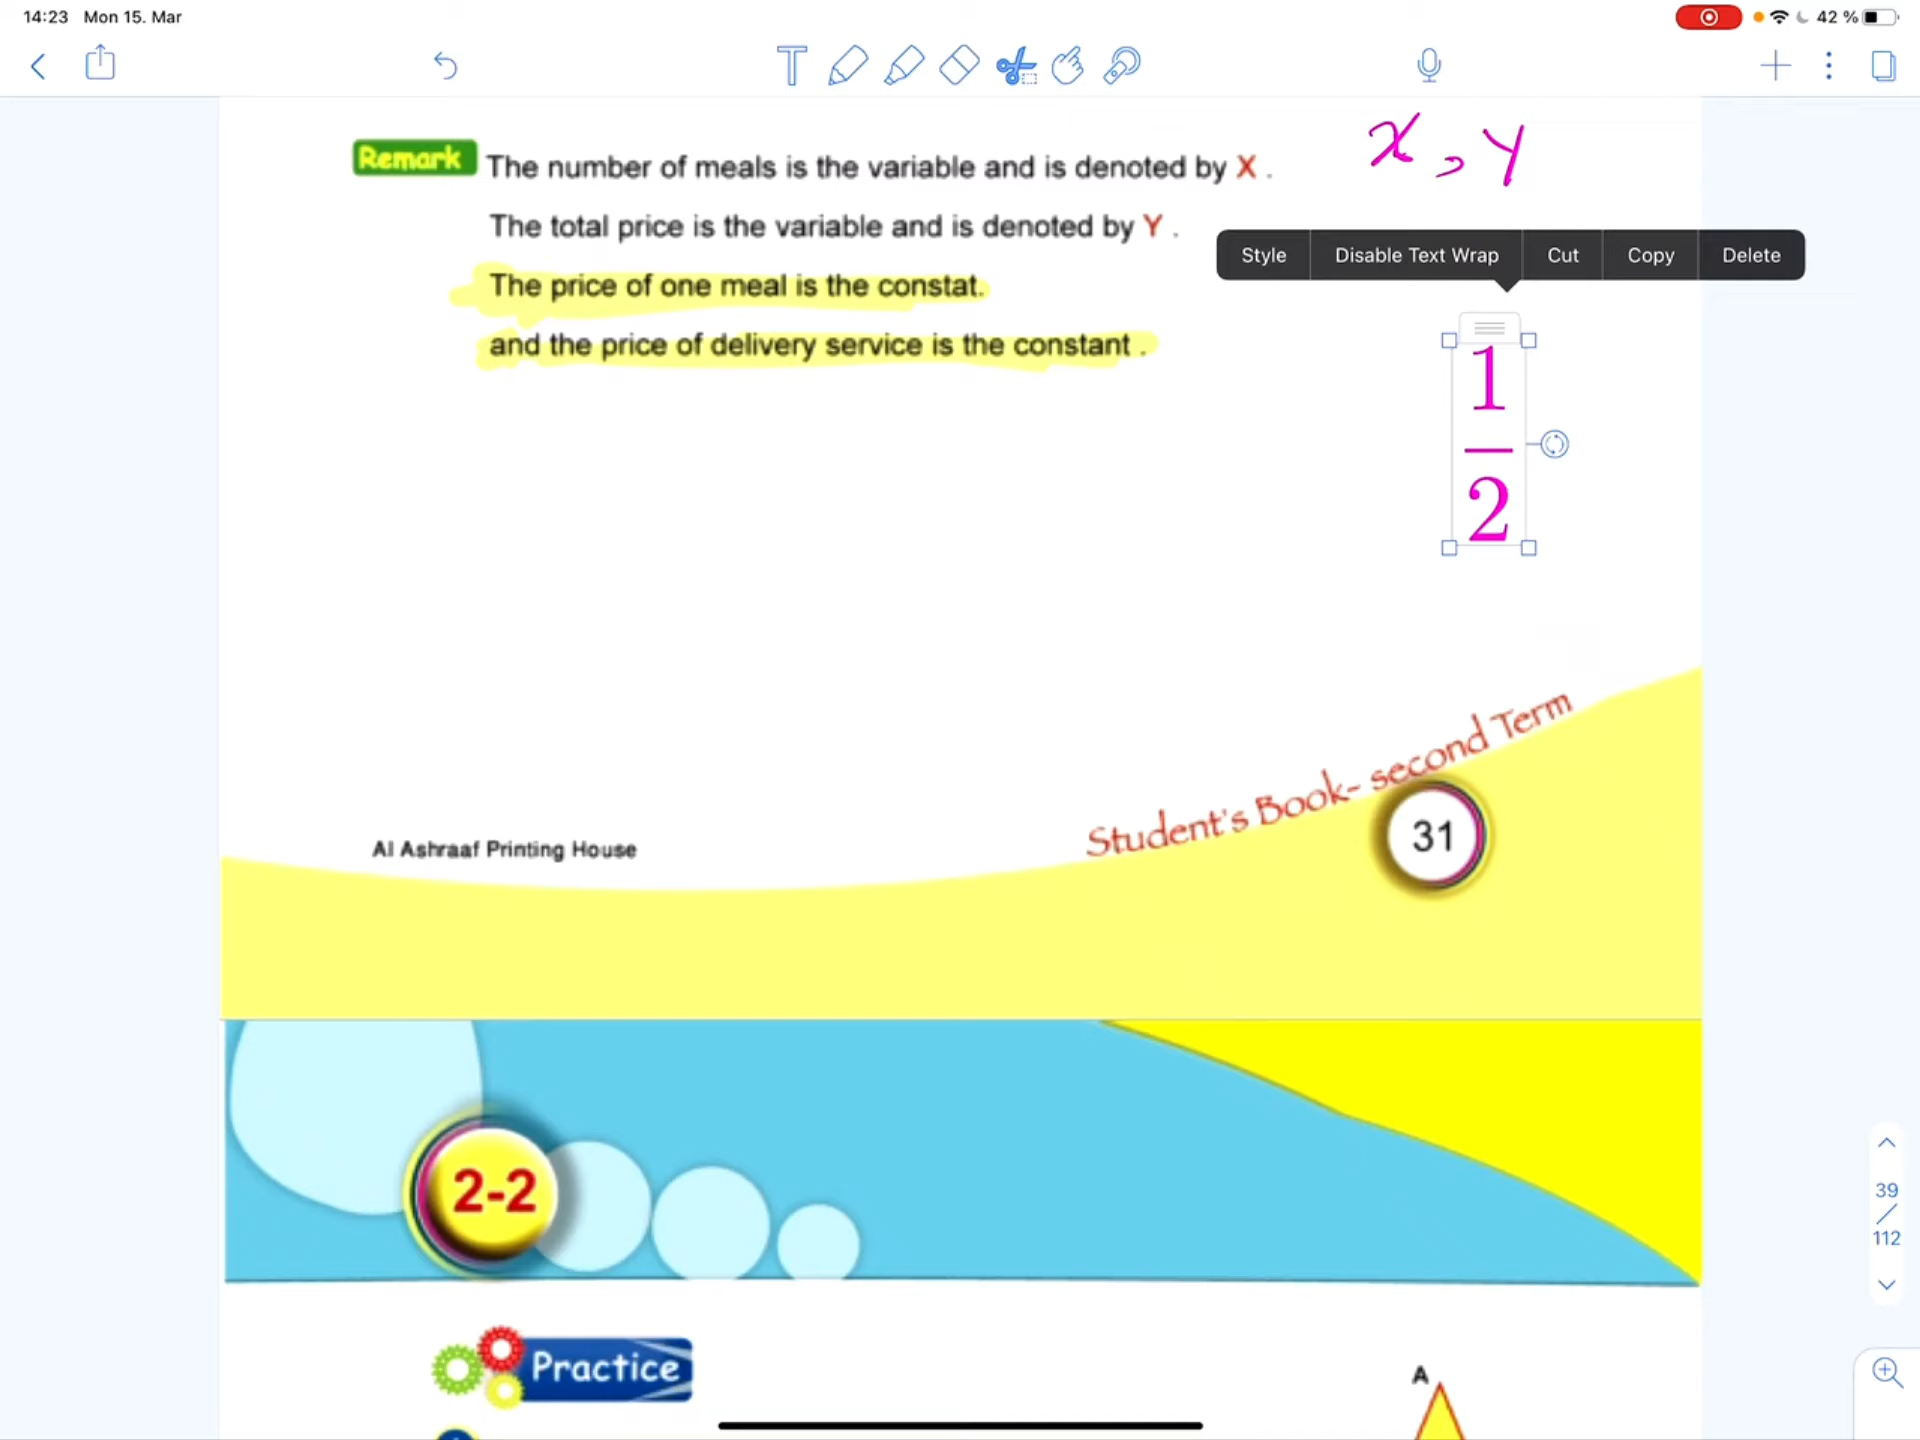 14:23 Mon 15. Mar
42 %
Remark The number of meals is the variable and is denoted by X .
x , y
The total price is the variable and is denoted by Y .
Style Disable Text Wrap Cut Copy Delete
The price of one meal is the constat.
and the price of delivery service is the constant .
1
2
Student's Book- second Term
31
Al Ashraaf Printing House
2-2
39
/
112
Practice
A